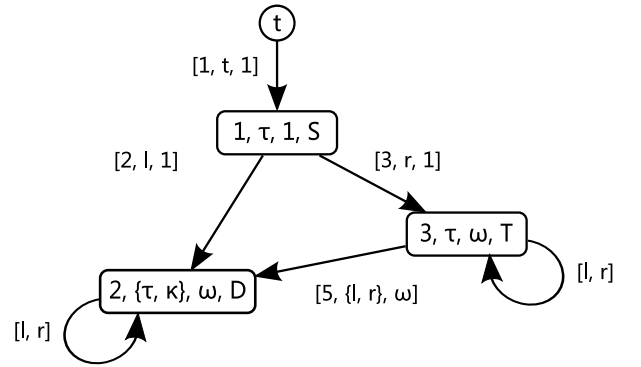 t
[1, t, 1]
1, τ, 1, S
[2, l, 1]
[3, r, 1]
3, τ, ω, T
[l, r]
2, {τ, κ}, ω, D
[5, {l, r}, ω]
[l, r]